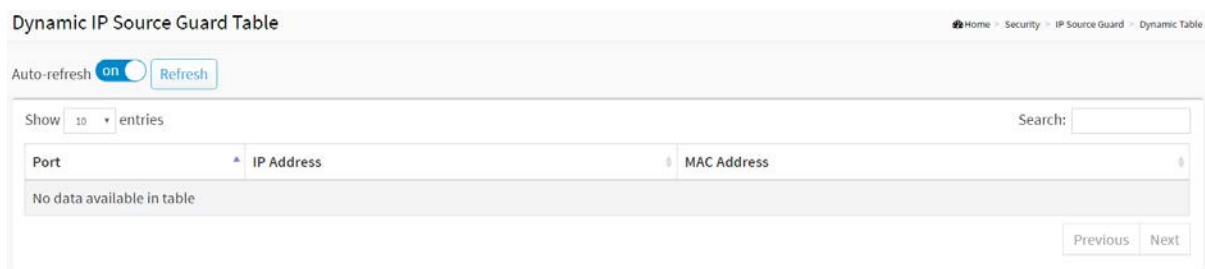 Dynamic IP Source Guard Table
Home > Security > IP Source Guard > Dynamic Table
Auto-refresh on Refresh
Show 10 entries
Search:
Port IP Address MAC Address
No data available in table
Previous Next